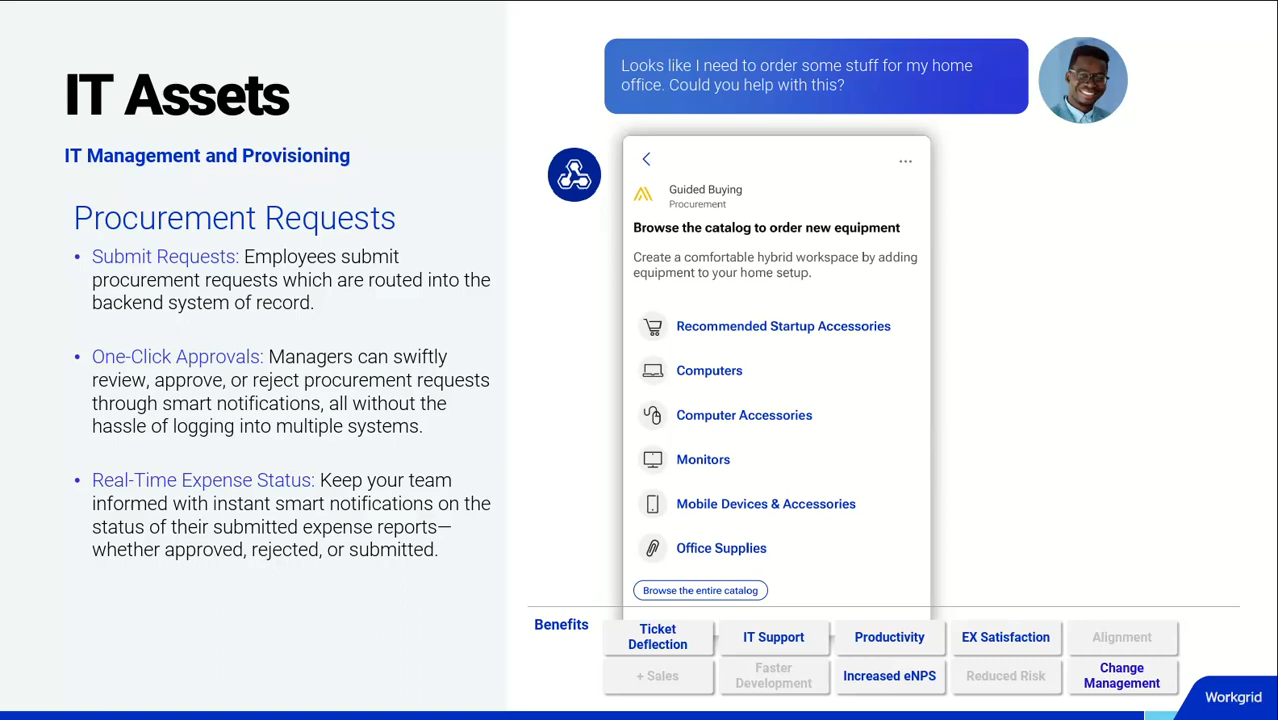 IT Assets
IT Management and Provisioning
Procurement Requests
• Submit Requests: Employees submit
procurement requests which are routed into the
backend system of record.
• One-Click Approvals: Managers can swiftly
review, approve, or reject procurement requests
through smart notifications, all without the
hassle of logging into multiple systems.
• Real-Time Expense Status: Keep your team
informed with instant smart notifications on the
status of their submitted expense reports—
whether approved, rejected, or submitted.
Looks like I need to order some stuff for my home
office. Could you help with this?
Guided Buying
Procurement
Browse the catalog to order new equipment
Create a comfortable hybrid workspace by adding
equipment to your home setup.
Recommended Startup Accessories
Computers
Computer Accessories
Monitors
Mobile Devices & Accessories
Office Supplies
Browse the entire catalog
Benefits
Ticket
Deflection
IT Support
Productivity
EX Satisfaction
Alignment
+ Sales
Faster
Development
Increased eNPS
Reduced Risk
Change
Management
Workgrid